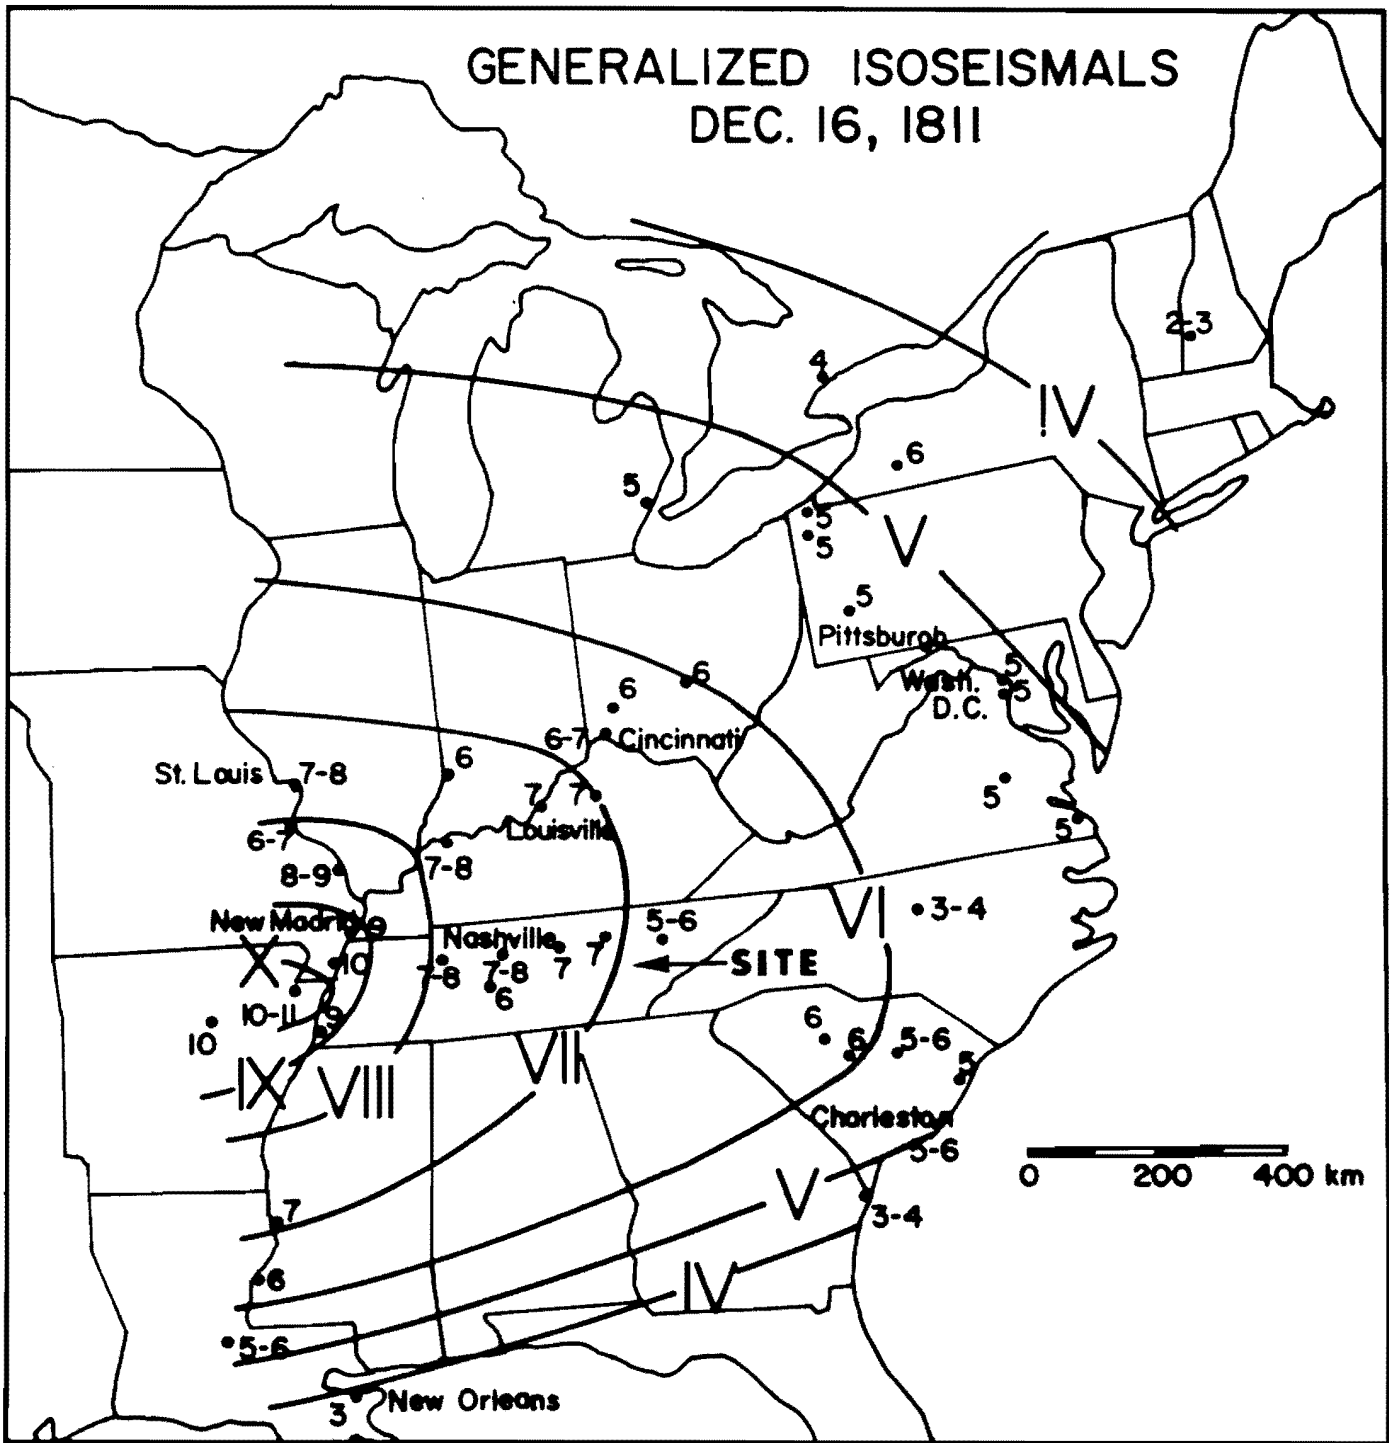 GENERALIZED ISOSEISMALS
DEC. 16, 1811
2-3
4
IV
6
5
5
V
5
5
Pittsburgh
5
Wash.
5
D.C.
6
6
6-7
Cincinnati
St. Louis
7-8
6
7
7
5
5
Louisville
6-7
8-9
7-8
New Madrid
9
Nashville
5-6
VI
3-4
X
10
7-8
7-8
7
7
SITE
6
10-11
9
10
6
6
5-6
5
IX
VIII
VII
Charleston
5-6
V
0
200
400 km
7
3-4
6
IV
5-6
New Orleans
3